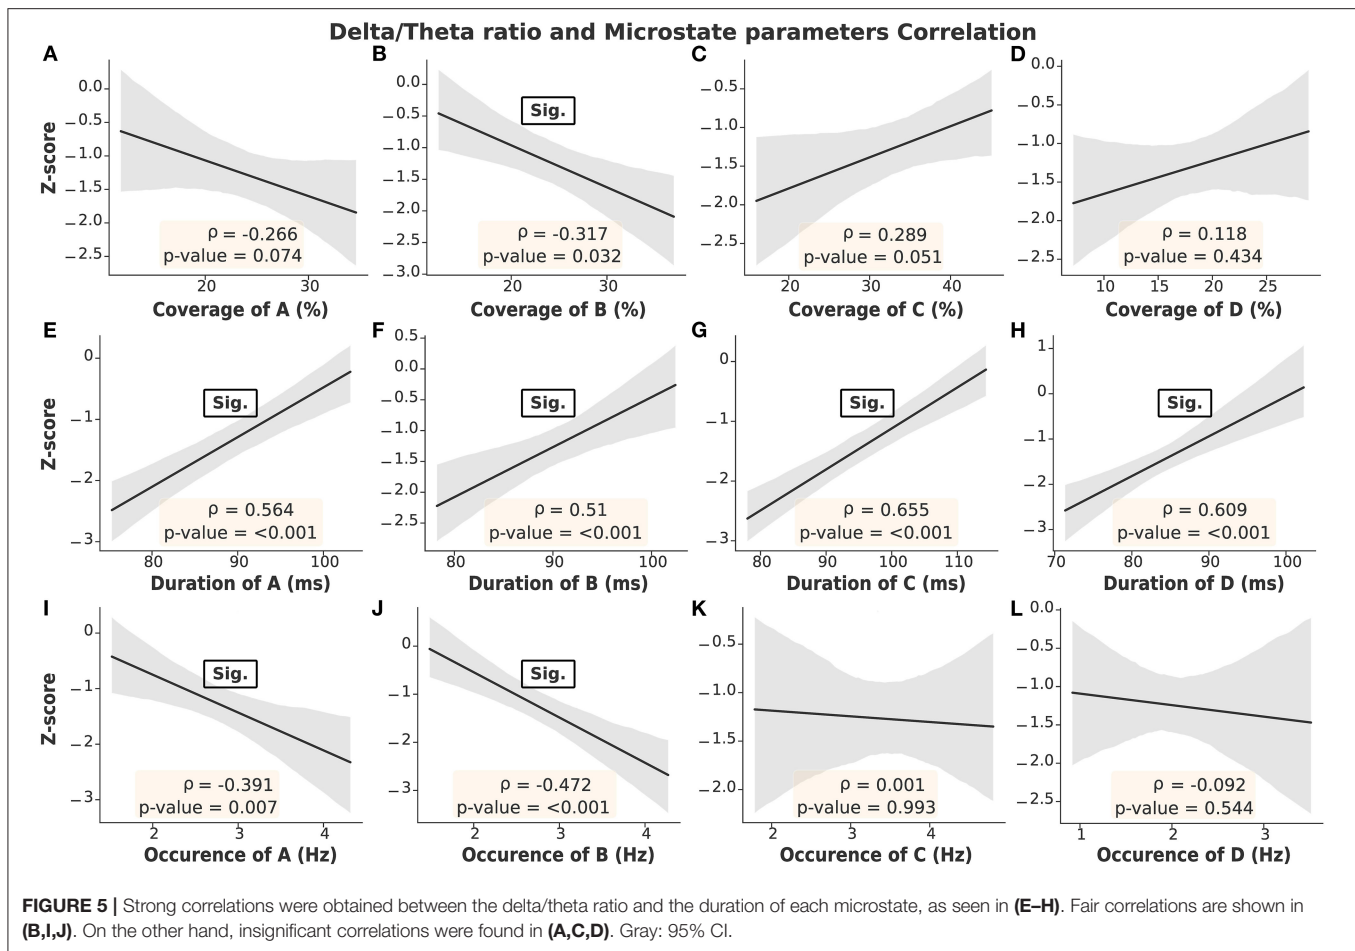 Delta/Theta ratio and Microstate parameters Correlation
A
Z-score
0.0
−0.5
−1.0
−1.5
−2.0
−2.5
ρ = -0.266
p-value = 0.074
20
30
Coverage of A (%)
B
0.0
−0.5
−1.0
−1.5
−2.0
−2.5
−3.0
Sig.
ρ = -0.317
p-value = 0.032
20
30
Coverage of B (%)
C
−0.5
−1.0
−1.5
−2.0
−2.5
ρ = 0.289
p-value = 0.051
20
30
40
Coverage of C (%)
D
0.0
−0.5
−1.0
−1.5
−2.0
−2.5
ρ = 0.118
p-value = 0.434
10
15
20
25
Coverage of D (%)
E
Z-score
0
−1
−2
−3
Sig.
ρ = 0.564
p-value = <0.001
80
90
100
Duration of A (ms)
F
0.5
0.0
−0.5
−1.0
−1.5
−2.0
−2.5
Sig.
ρ = 0.51
p-value = <0.001
80
90
100
Duration of B (ms)
G
0
−1
−2
−3
Sig.
ρ = 0.655
p-value = <0.001
80
90
100
110
Duration of C (ms)
H
1
0
−1
−2
−3
Sig.
ρ = 0.609
p-value = <0.001
70
80
90
100
Duration of D (ms)
I
Z-score
0
−1
−2
−3
Sig.
ρ = -0.391
p-value = 0.007
2
3
4
Occurence of A (Hz)
J
0
−1
−2
−3
Sig.
ρ = -0.472
p-value = <0.001
2
3
4
Occurence of B (Hz)
K
−0.5
−1.0
−1.5
−2.0
ρ = 0.001
p-value = 0.993
2
3
4
Occurence of C (Hz)
L
0.0
−0.5
−1.0
−1.5
−2.0
−2.5
ρ = -0.092
p-value = 0.544
1
2
3
Occurence of D (Hz)
FIGURE 5 | Strong correlations were obtained between the delta/theta ratio and the duration of each microstate, as seen in (E–H). Fair correlations are shown in
(B,I,J). On the other hand, insignificant correlations were found in (A,C,D). Gray: 95% CI.